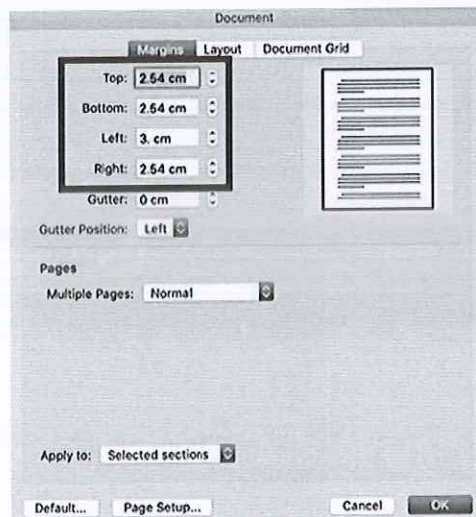 Document
Margins Layout Document Grid
Top: 2.54 cm
Bottom: 2.54 cm
Left: 3. cm
Right: 2.54 cm
Gutter: 0 cm
Gutter Position: Left
Pages
Multiple Pages: Normal
Apply to: Selected sections
Default... Page Setup... Cancel OK